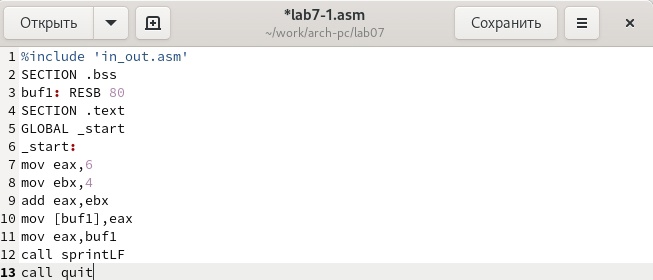 Открыть
*lab7-1.asm
~/work/arch-pc/lab07
Сохранить
1 %include 'in_out.asm'
2 SECTION .bss
3 buf1: RESB 80
4 SECTION .text
5 GLOBAL _start
6 _start:
7 mov eax,6
8 mov ebx,4
9 add eax,ebx
10 mov [buf1],eax
11 mov eax,buf1
12 call sprintLF
13 call quit